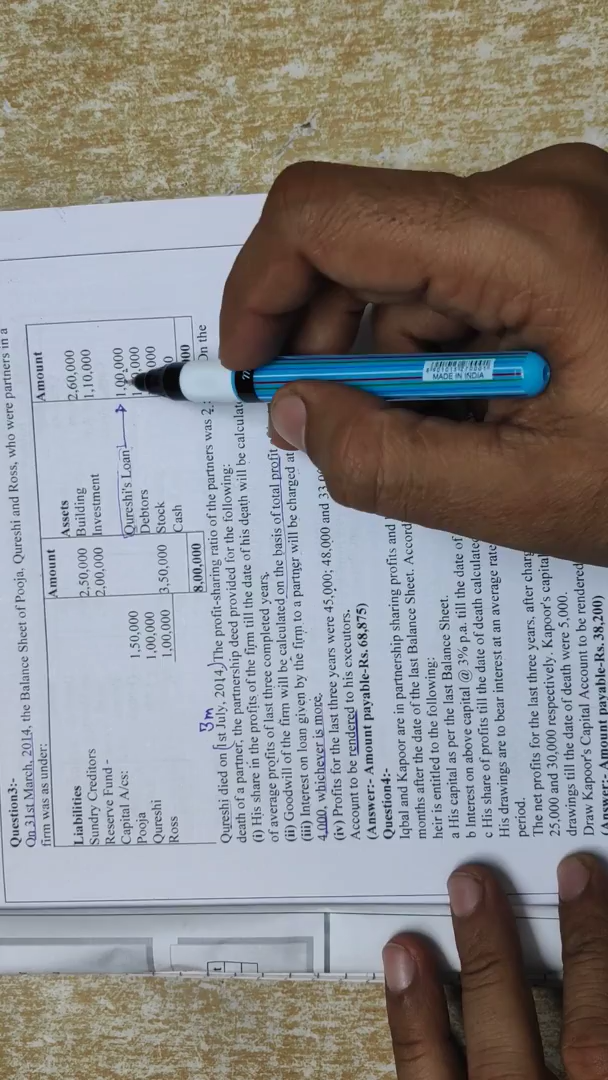 Question3:-
On 31st March, 2014, the Balance Sheet of Pooja, Qureshi and Ross, who were partners in a
firm was as under:
Liabilities Amount Assets Amount
Sundry Creditors 2,50,000 Building 2,60,000
Reserve Fund - 2,00,000 Investment 1,10,000
Capital A/cs: Qureshi's Loan
Pooja 1,50,000 Debtors
Qureshi 1,00,000 Stock
Ross 1,00,000 3,50,000 Cash
8,00,000
3m
Qureshi died on 1st July, 2014. The profit-sharing ratio of the partners was 2: On the
death of a partner, the partnership deed provided for the following:
(i) His share in the profits of the firm till the date of his death will be calculate
of average profits of last three completed years.
(ii) Goodwill of the firm will be calculated on the basis of total profit
(iii) Interest on loan given by the firm to a partner will be charged at
4,000, whichever is more.
(iv) Profits for the last three years were 45,000; 48,000 and 33,0
Account to be rendered to his executors.
(Answer:- Amount payable-Rs. 68,875)
Question4:-
Iqbal and Kapoor are in partnership sharing profits and
months after the date of the last Balance Sheet. Accord
heir is entitled to the following:
a His capital as per the last Balance Sheet.
b Interest on above capital @ 3% p.a. till the date of
c His share of profits till the date of death calculate
His drawings are to bear interest at an average rate
period.
The net profits for the last three years, after charg
25,000 and 30,000 respectively. Kapoor's capital
drawings till the date of death were 5,000.
Draw Kapoor's Capital Account to be rendered
(Answer:- Amount payable-Rs. 38,200)
MADE IN INDIA